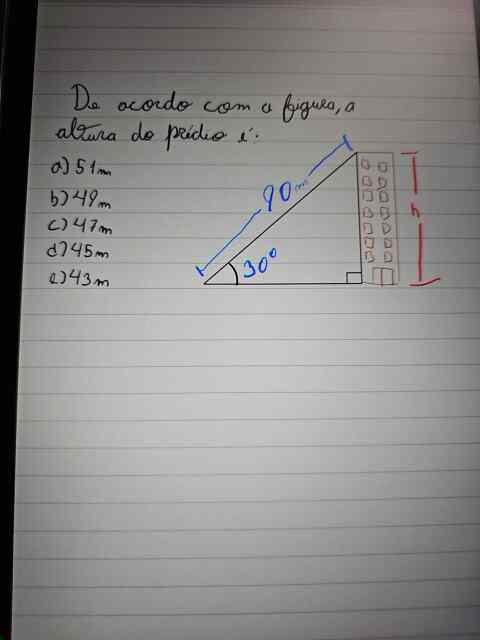 De acordo com a figura, a
altura do prédio é:
a) 51m
b) 49m
c) 47m
d) 45m
e) 43m
90m
30°
h